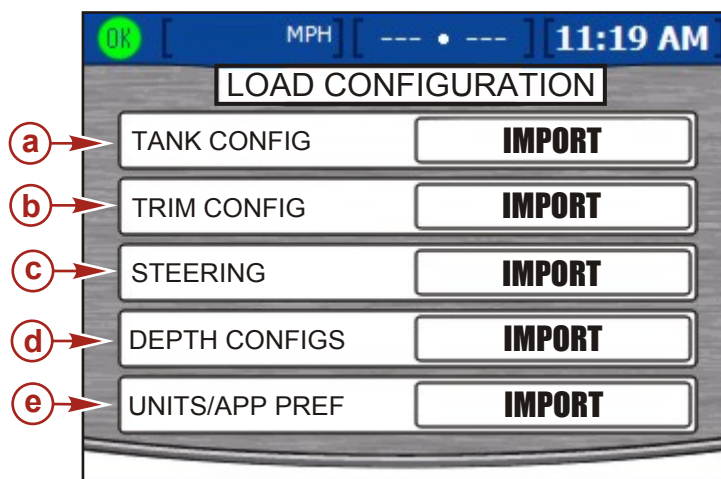 OK [ MPH ] [ --- • --- ] [ 11:19 AM ]
LOAD CONFIGURATION
a TANK CONFIG IMPORT
b TRIM CONFIG IMPORT
c STEERING IMPORT
d DEPTH CONFIGS IMPORT
e UNITS/APP PREF IMPORT